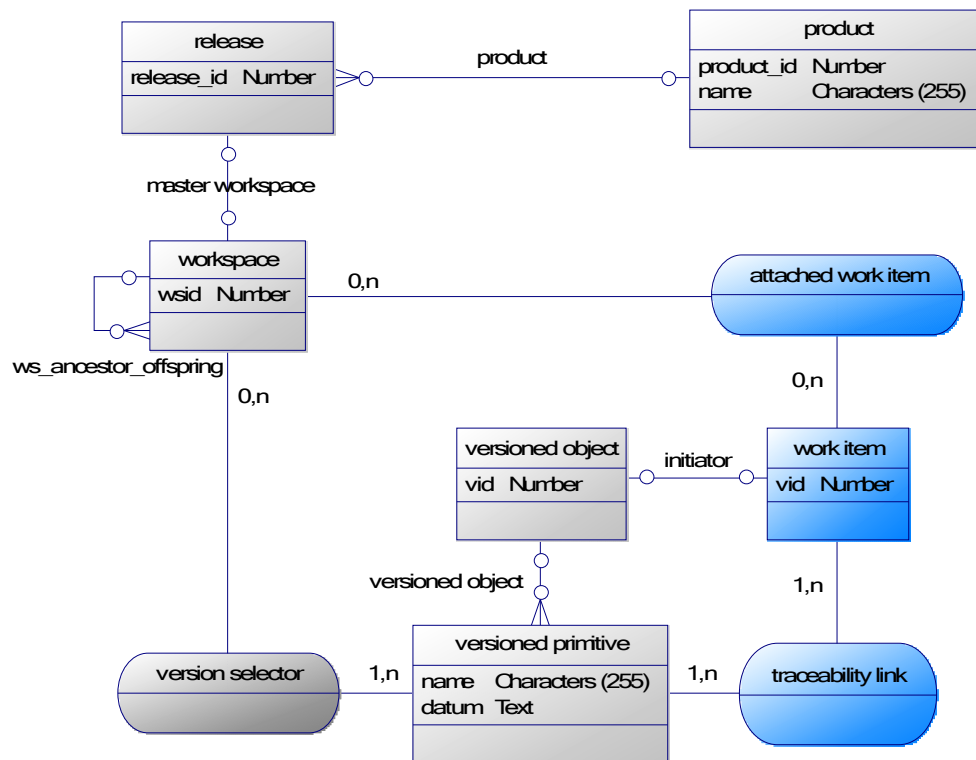 release
release_id Number
product
product
product_id Number
name Characters (255)
master workspace
workspace
wsid Number
ws_ancestor_offspring
0,n
attached work item
0,n
0,n
versioned object
vid Number
initiator
work item
vid Number
versioned object
1,n
version selector
1,n
versioned primitive
name Characters (255)
datum Text
1,n
traceability link